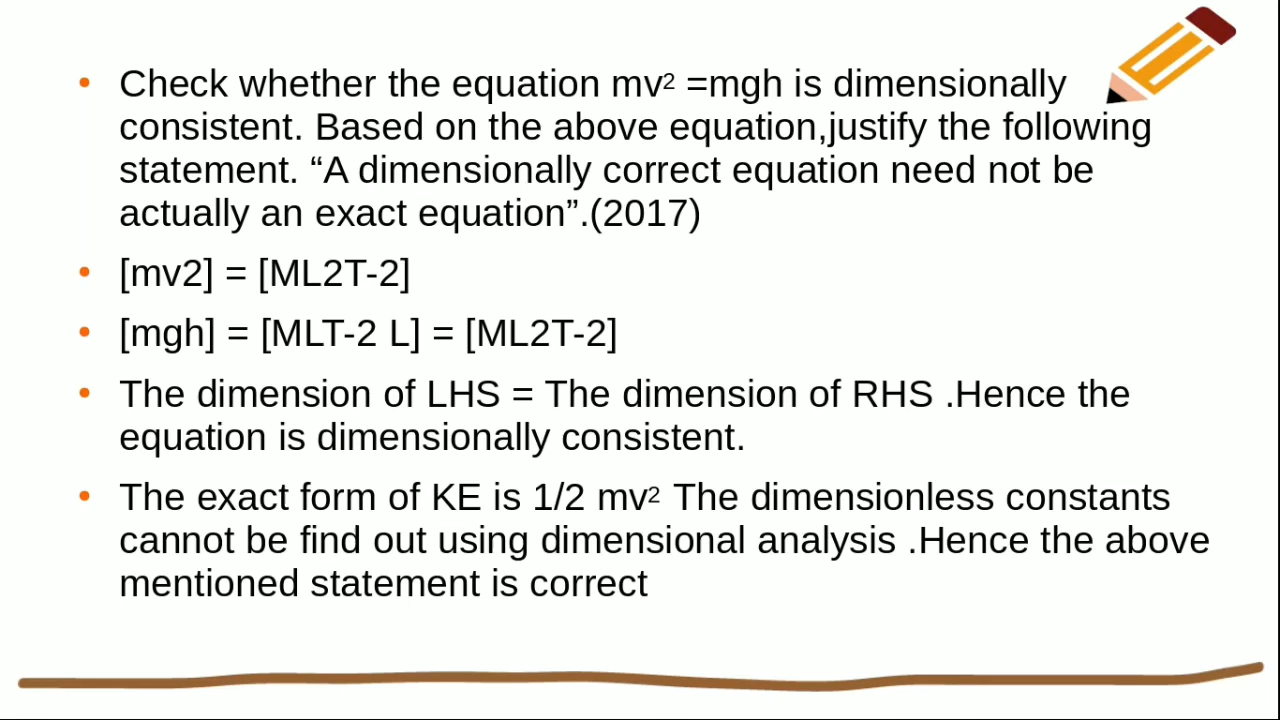 • Check whether the equation mv² =mgh is dimensionally
consistent. Based on the above equation,justify the following
statement. “A dimensionally correct equation need not be
actually an exact equation”.(2017)
• [mv2] = [ML2T-2]
• [mgh] = [MLT-2 L] = [ML2T-2]
• The dimension of LHS = The dimension of RHS .Hence the
equation is dimensionally consistent.
• The exact form of KE is 1/2 mv² The dimensionless constants
cannot be find out using dimensional analysis .Hence the above
mentioned statement is correct